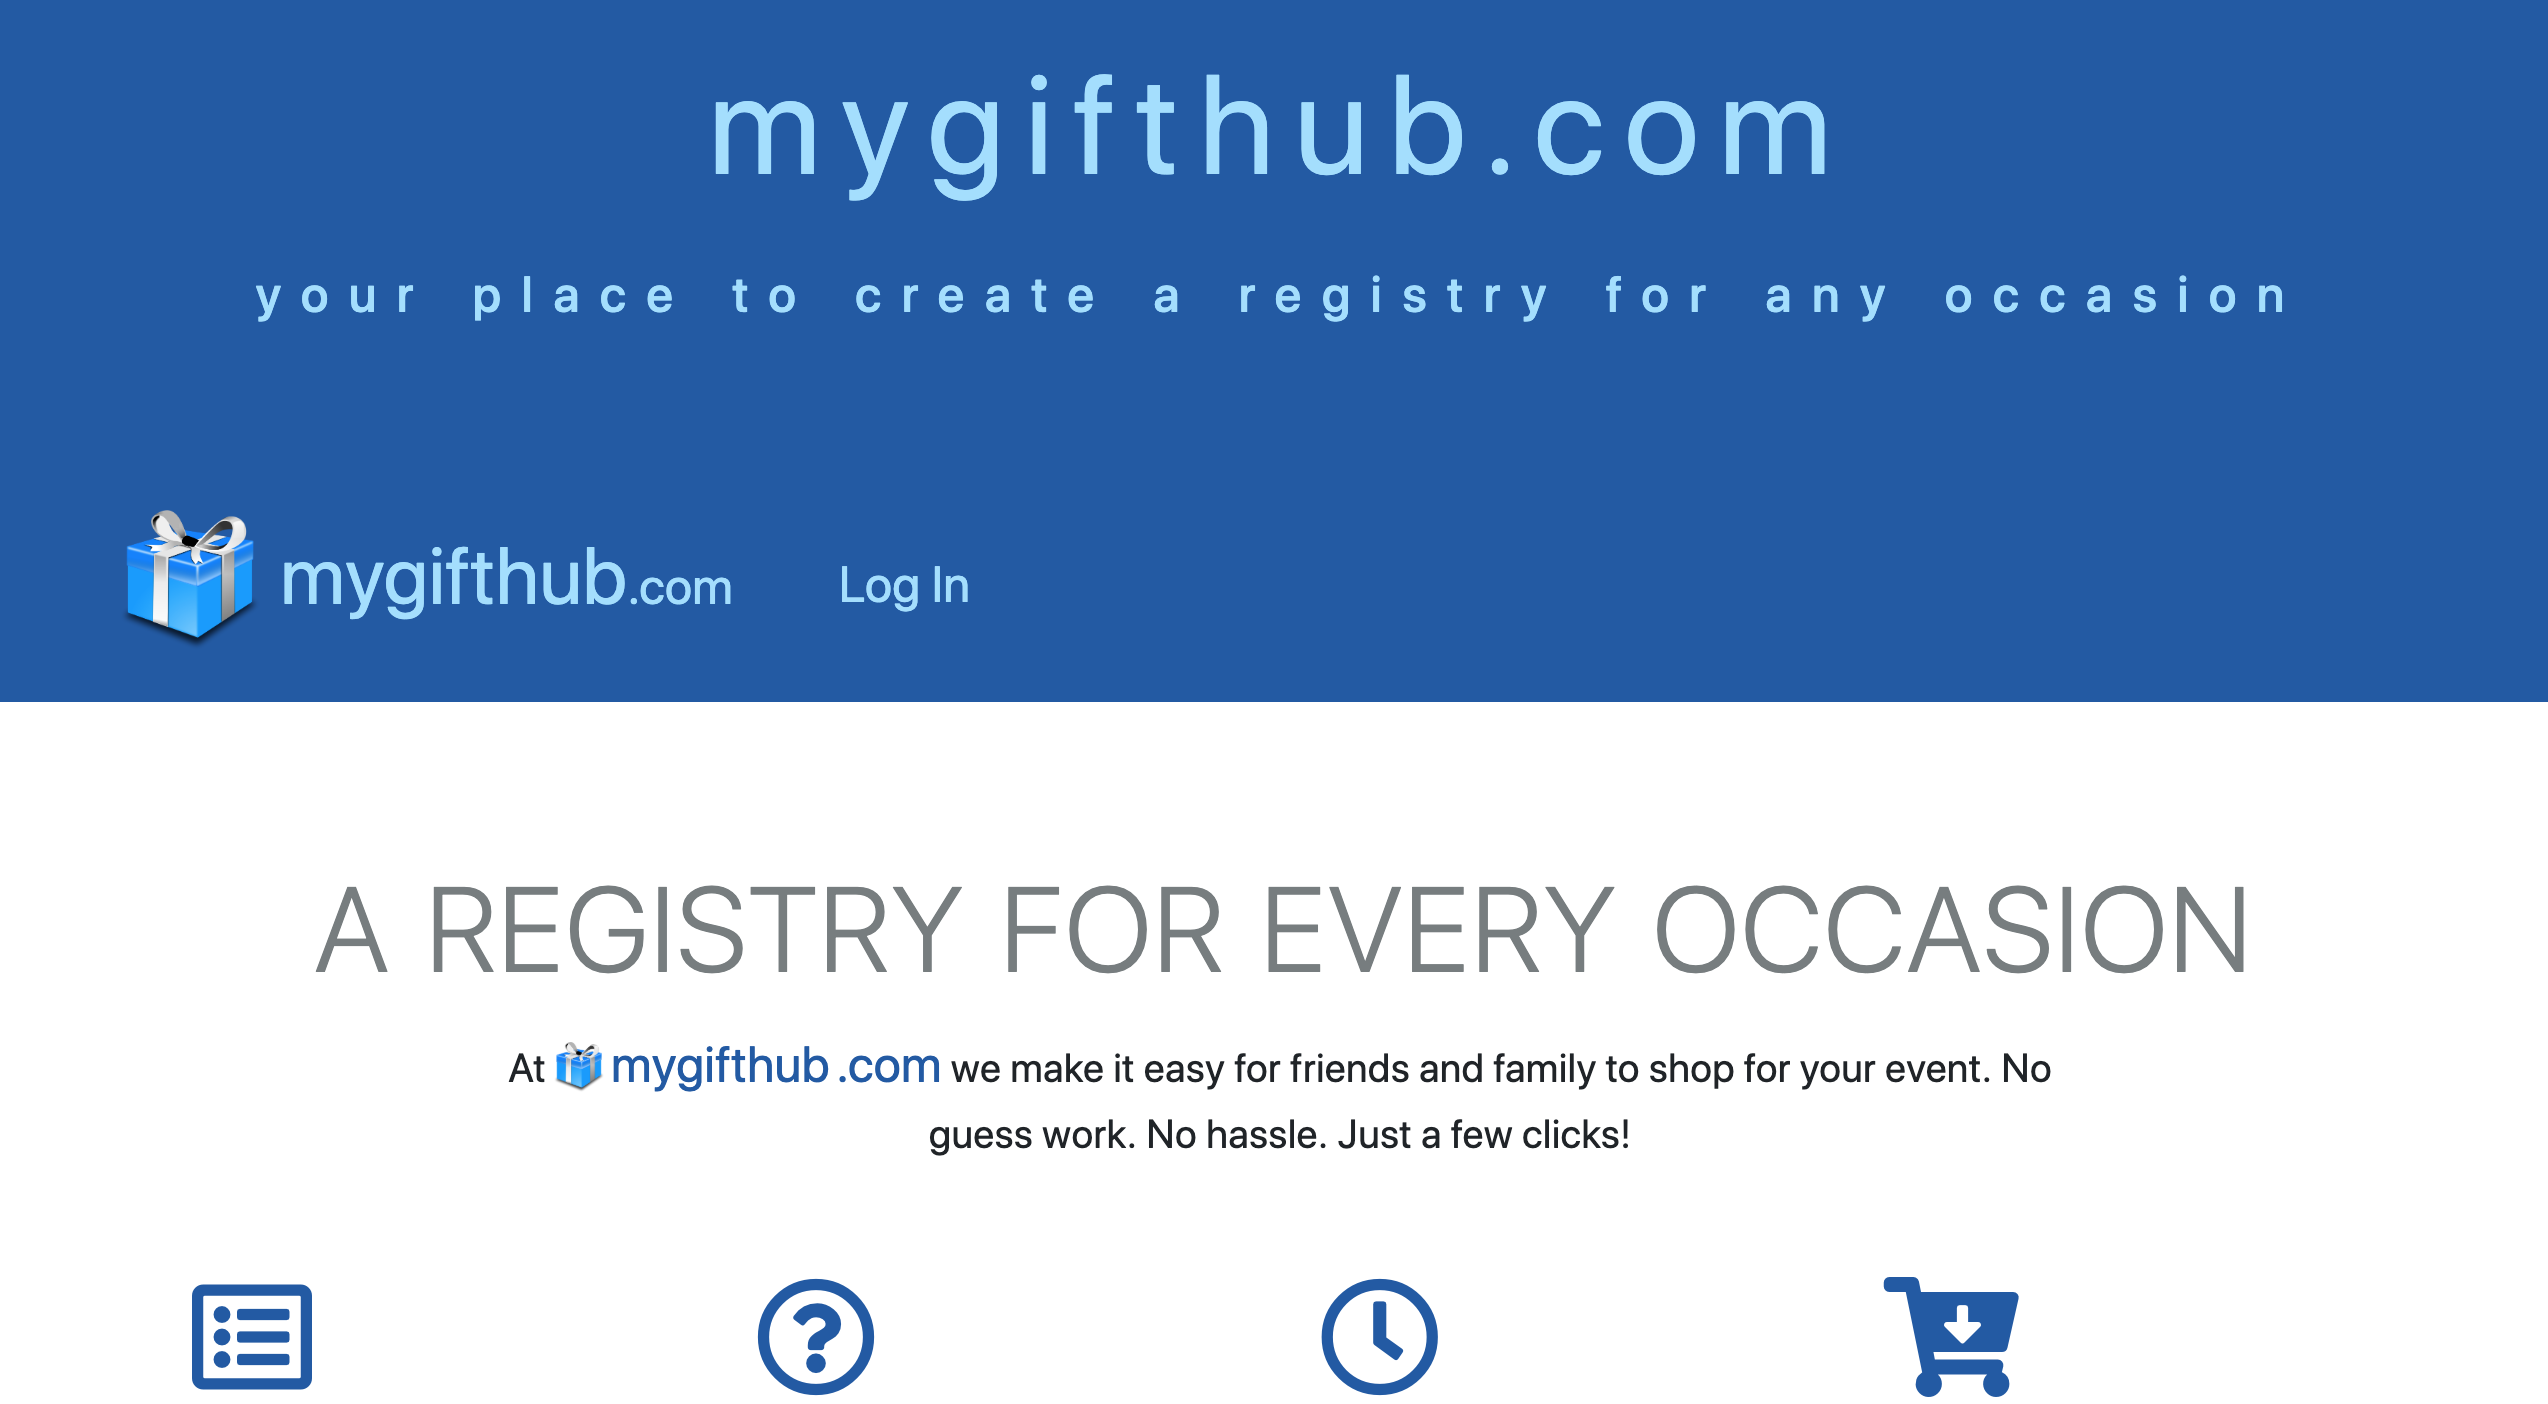 mygifthub.com
your place to create a registry for any occasion
mygifthub.com Log In
A REGISTRY FOR EVERY OCCASION
At mygifthub .com we make it easy for friends and family to shop for your event. No
guess work. No hassle. Just a few clicks!